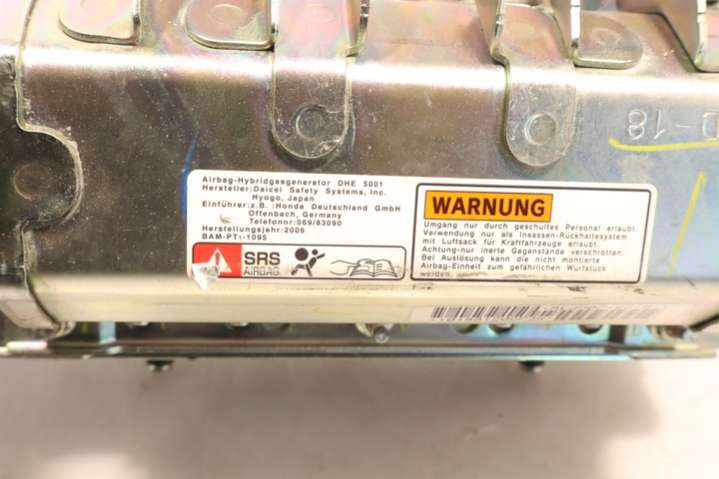 D-18
Airbag-Hybridgasgenerator DHE 5001
Hersteller:Daicel Safety Systems, Inc.
Hyogo, Japan
Einführer:z.B.:Honda Deutschland GmbH
Offenbach, Germany
Telefonator:069/83090
Herstellungsjahr:2006
BAM-PT1-1095
SRS
AIRBAG
WARNUNG
Umgang nur durch geschultes Personal erlaubt.
Verwendung nur als Insassen-Rückhaltesystem
mit Luftsack für Kraftfahrzeuge erlaubt.
Achtung-nur inerte Gegenstände verschrotten.
Bei Auslösung kann die nicht montierte
Airbag-Einheit zum gefährlichen Wurfstück
werden.